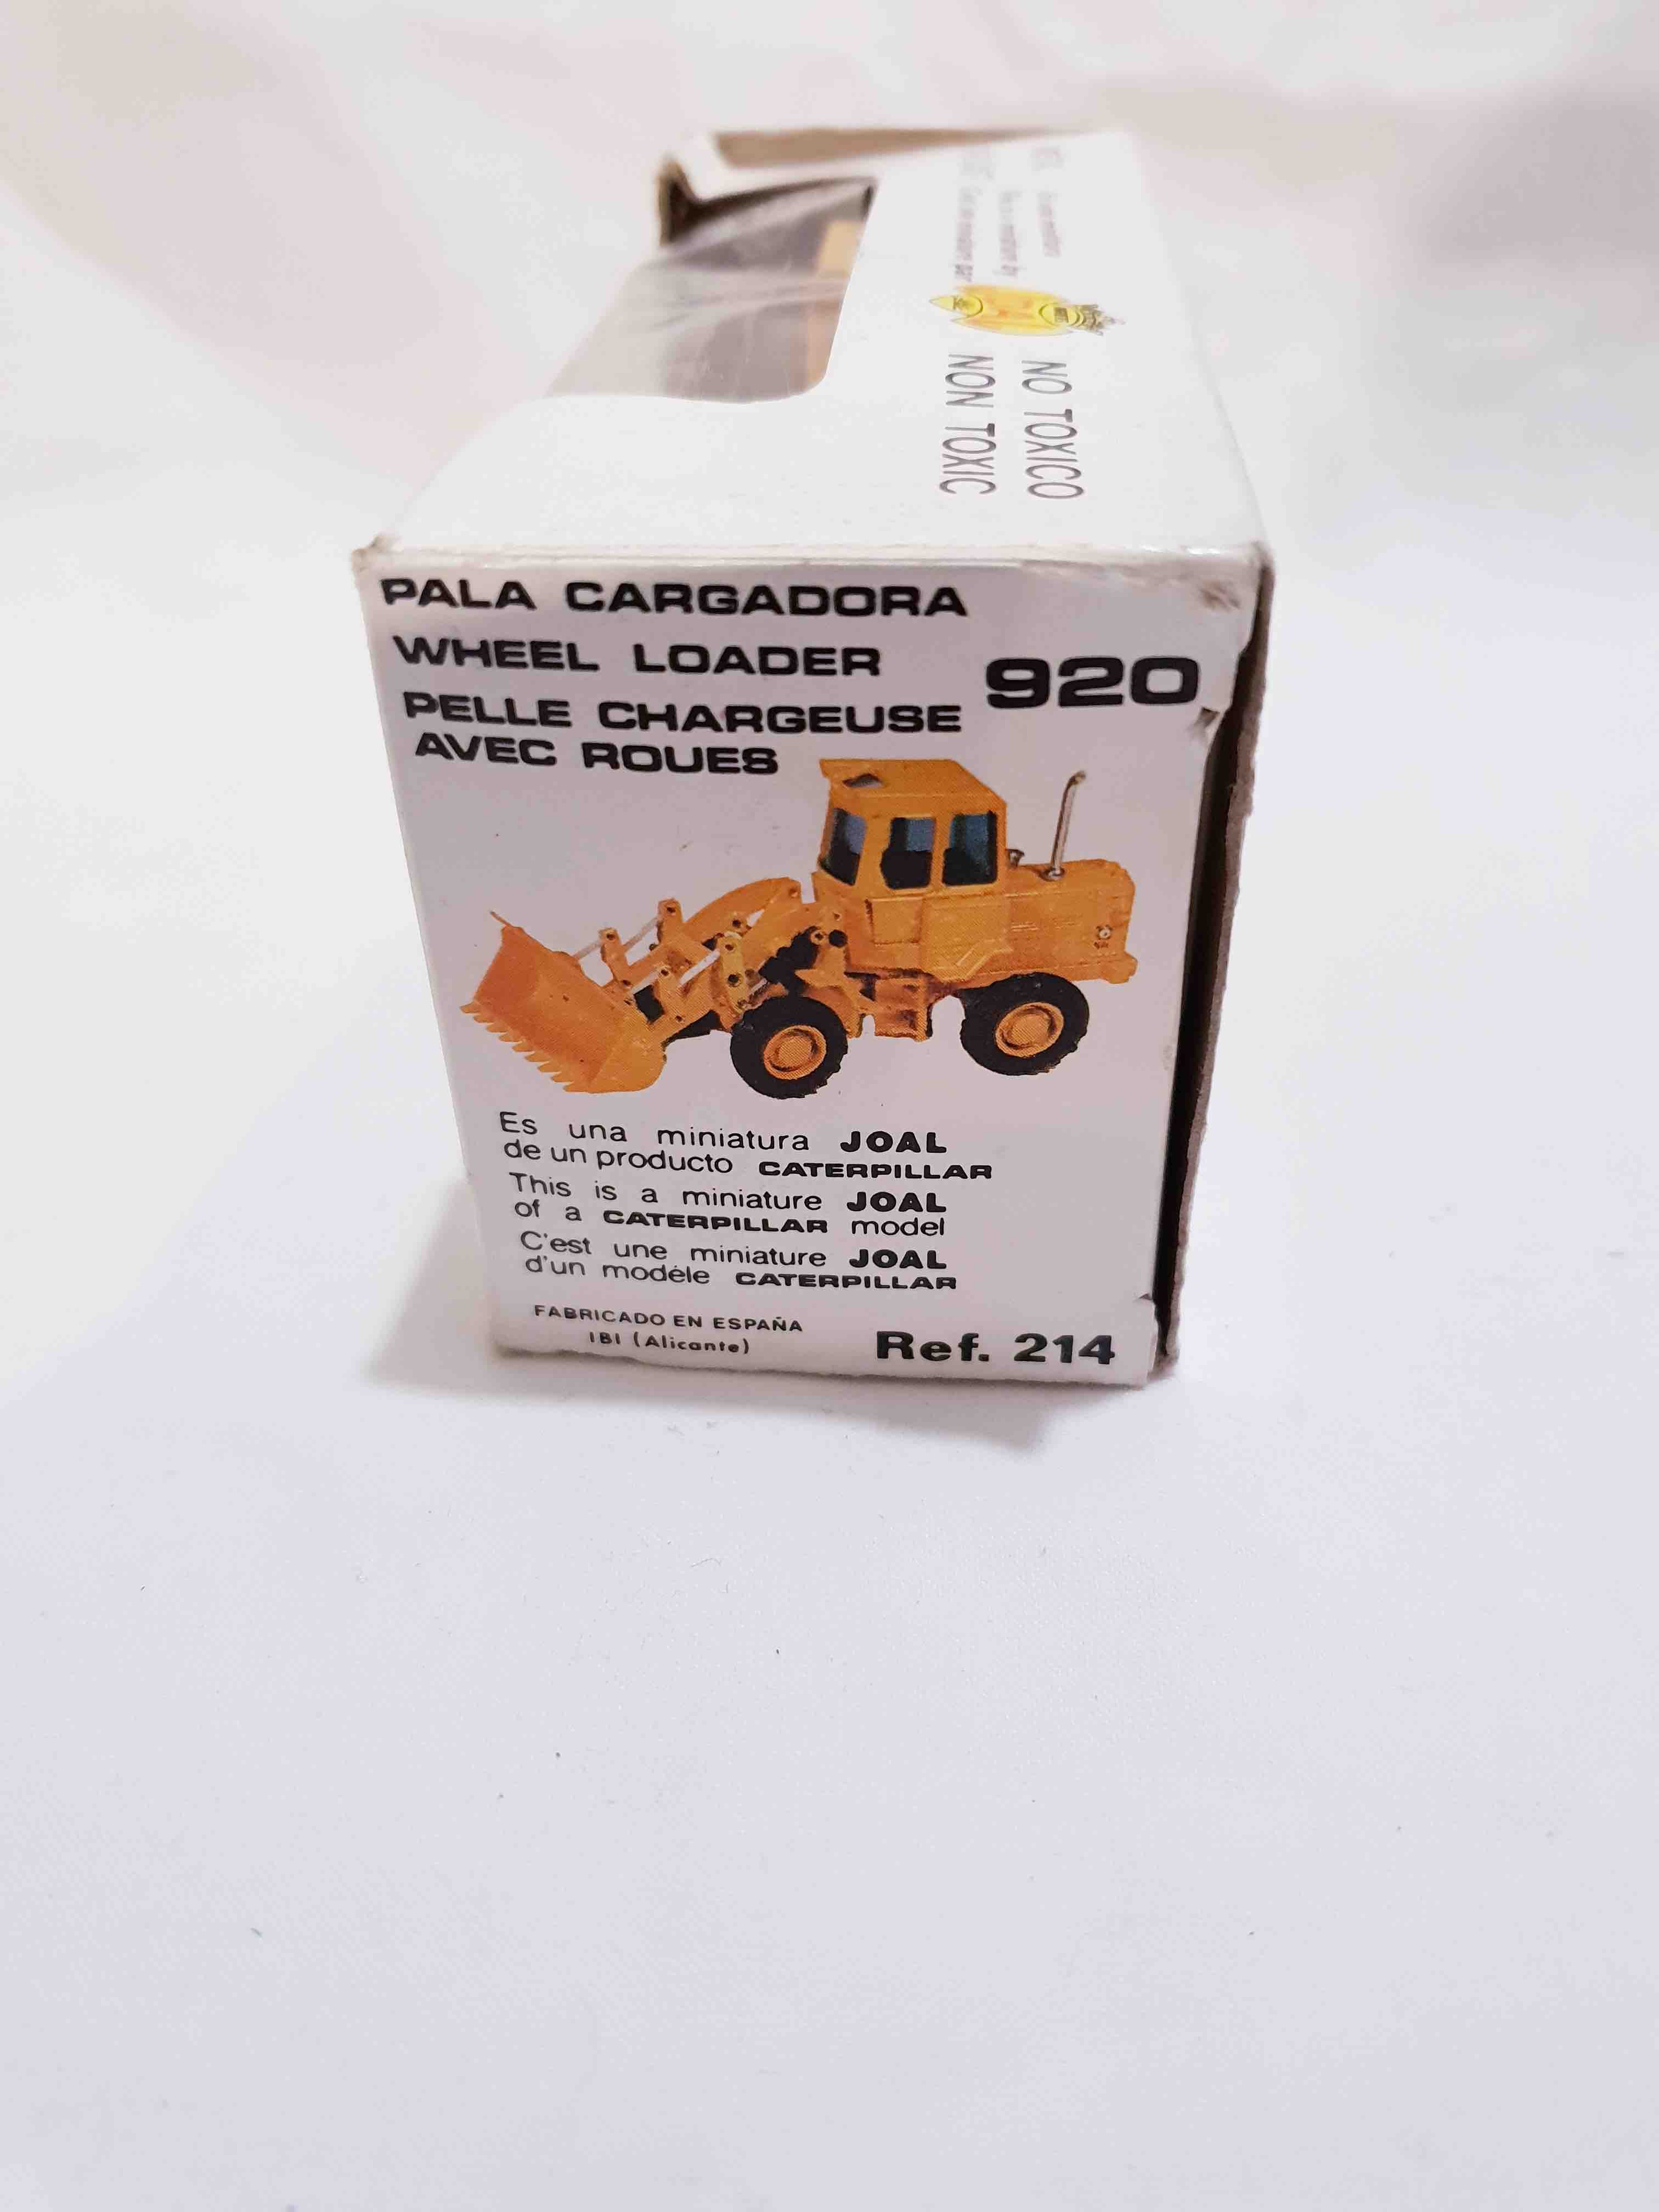 NO TOXICO
NON TOXIC
PALA CARGADORA
WHEEL LOADER
920
PELLE CHARGEUSE
AVEC ROUES
Es una miniatura JOAL
de un producto CATERPILLAR
This is a miniature JOAL
of a CATERPILLAR model
C'est une miniature JOAL
d'un modèle CATERPILLAR
FABRICADO EN ESPAÑA
IBI (Alicante)
Ref. 214